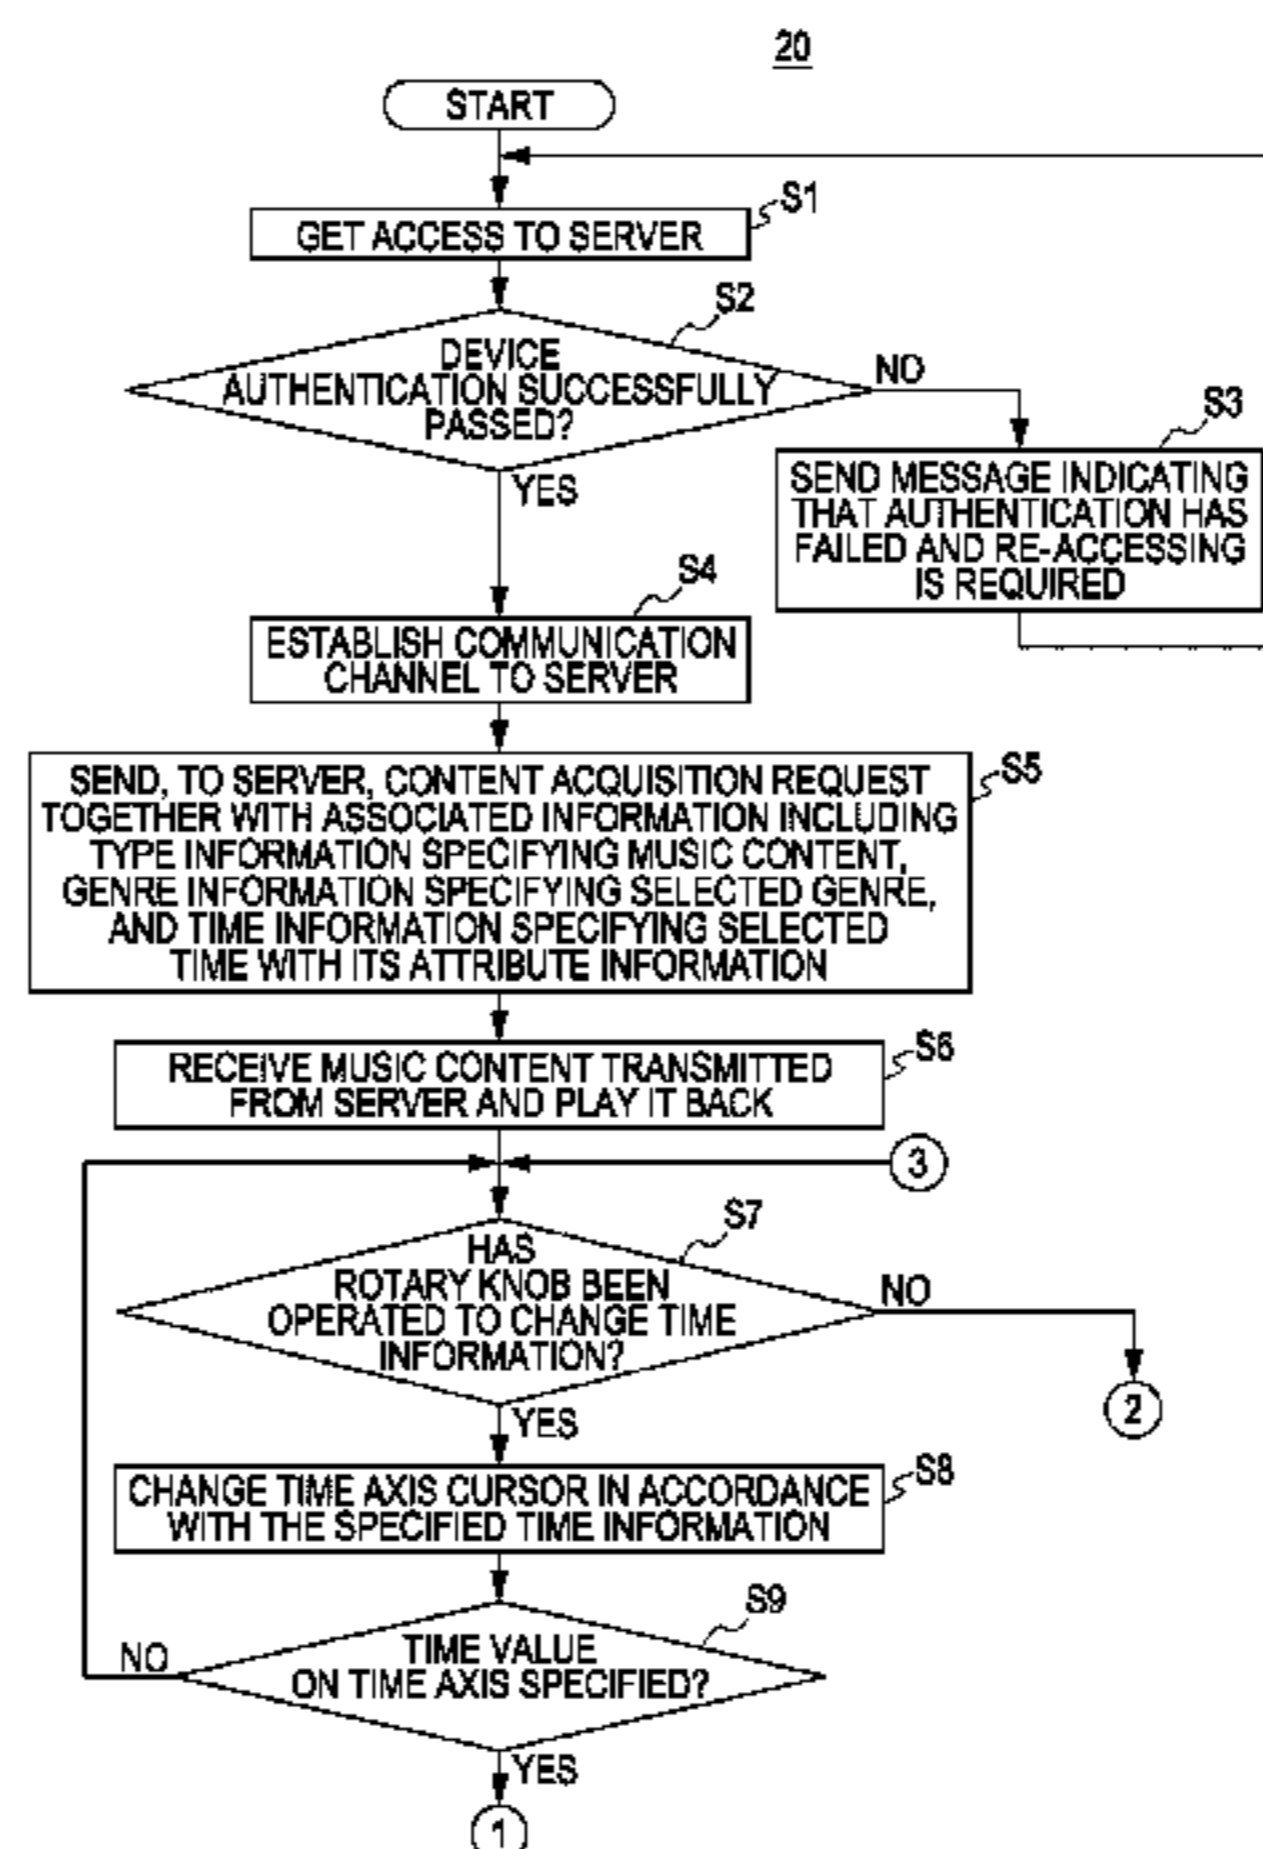 20
START
S1
GET ACCESS TO SERVER
S2
DEVICE
AUTHENTICATION SUCCESSFULLY
PASSED?
NO
YES
S3
SEND MESSAGE INDICATING
THAT AUTHENTICATION HAS
FAILED AND RE-ACCESSING
IS REQUIRED
S4
ESTABLISH COMMUNICATION
CHANNEL TO SERVER
S5
SEND, TO SERVER, CONTENT ACQUISITION REQUEST
TOGETHER WITH ASSOCIATED INFORMATION INCLUDING
TYPE INFORMATION SPECIFYING MUSIC CONTENT,
GENRE INFORMATION SPECIFYING SELECTED GENRE,
AND TIME INFORMATION SPECIFYING SELECTED
TIME WITH ITS ATTRIBUTE INFORMATION
S6
RECEIVE MUSIC CONTENT TRANSMITTED
FROM SERVER AND PLAY IT BACK
3
S7
HAS
ROTARY KNOB BEEN
OPERATED TO CHANGE TIME
INFORMATION?
NO
2
YES
S8
CHANGE TIME AXIS CURSOR IN ACCORDANCE
WITH THE SPECIFIED TIME INFORMATION
S9
TIME VALUE
ON TIME AXIS SPECIFIED?
NO
YES
1